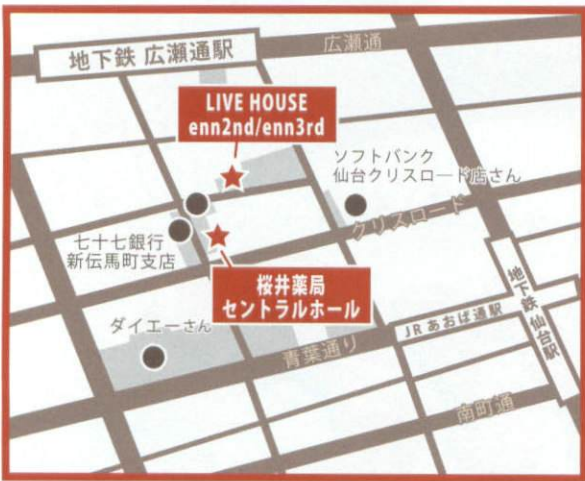 地下鉄 広瀬通駅
広瀬通
LIVE HOUSE
enn2nd/enn3rd
ソフトバンク
仙台クリスロード店さん
クリスロード
七十七銀行
新伝馬町支店
桜井薬局
セントラルホール
地下鉄仙台駅
ダイエーさん
JRあおば通駅
青葉通り
南町通